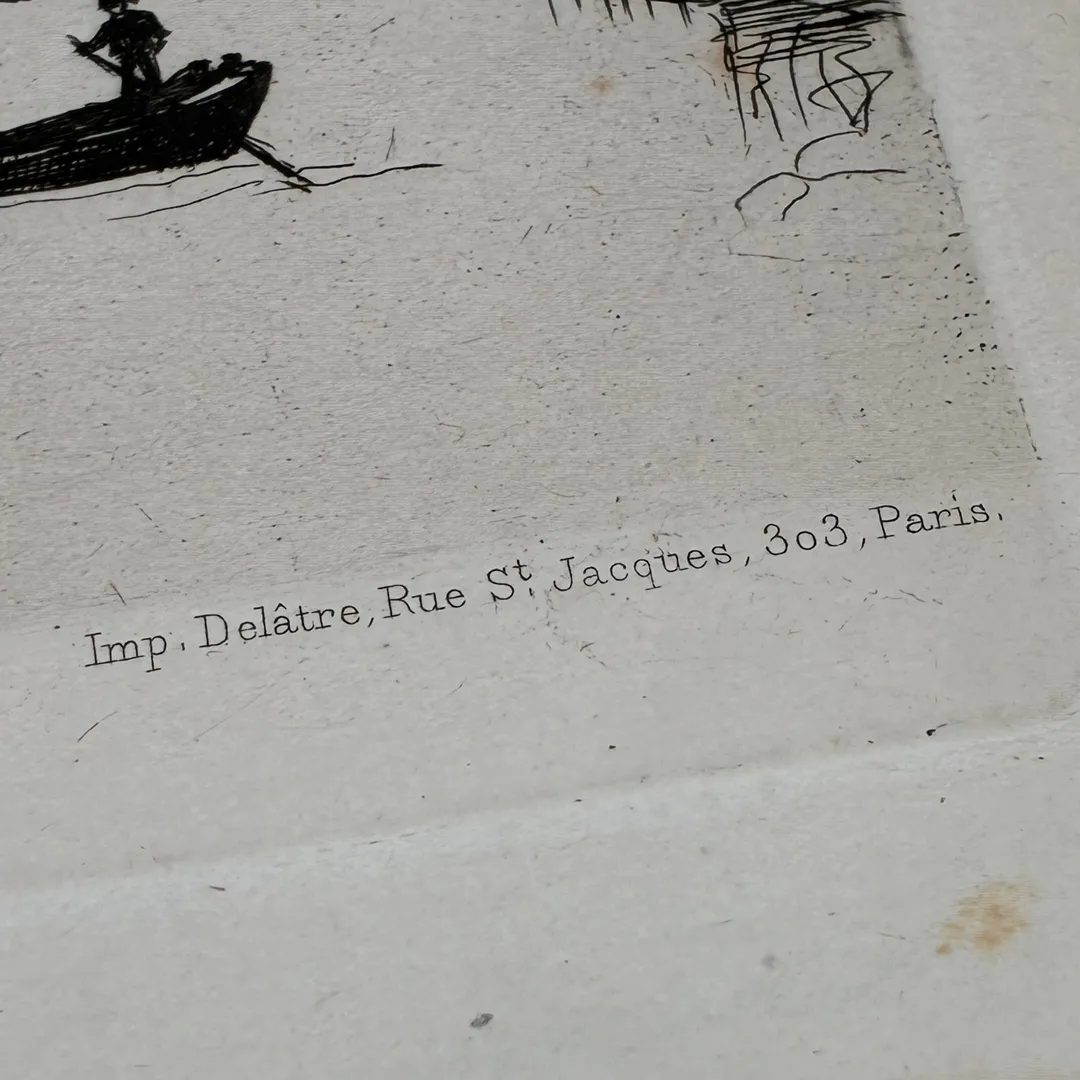 Imp. Delâtre, Rue St. Jacques, 303, Paris.